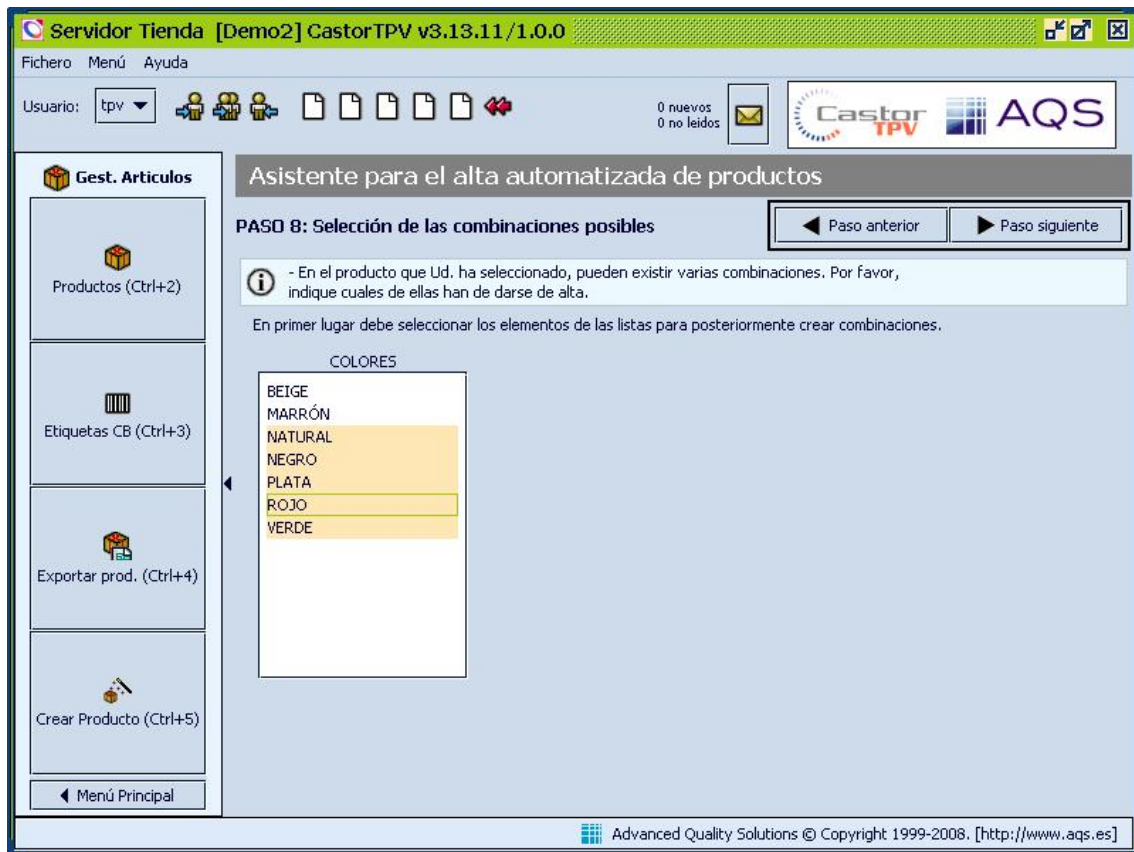 Servidor Tienda [Demo2] CastorTPV v3.13.11/1.0.0
Fichero Menú Ayuda
Usuario: tpv
0 nuevos
0 no leidos
Castor
TPV
AQS
Gest. Articulos
Productos (Ctrl+2)
Etiquetas CB (Ctrl+3)
Exportar prod. (Ctrl+4)
Crear Producto (Ctrl+5)
Menú Principal
Asistente para el alta automatizada de productos
PASO 8: Selección de las combinaciones posibles
Paso anterior
Paso siguiente
- En el producto que Ud. ha seleccionado, pueden existir varias combinaciones. Por favor,
indique cuales de ellas han de darse de alta.
En primer lugar debe seleccionar los elementos de las listas para posteriormente crear combinaciones.
COLORES
BEIGE
MARRÓN
NATURAL
NEGRO
PLATA
ROJO
VERDE
Advanced Quality Solutions © Copyright 1999-2008. [http://www.aqs.es]